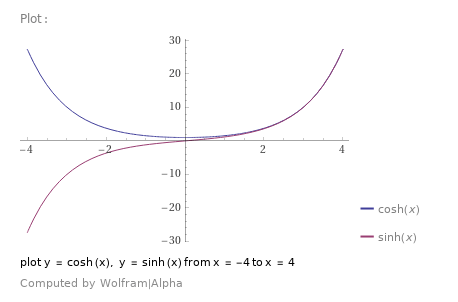 Plot:
30
20
10
−4 −2 2 4
−10
−20
−30
cosh(x)
sinh(x)
plot y = cosh(x), y = sinh(x) from x = −4 to x = 4
Computed by Wolfram|Alpha